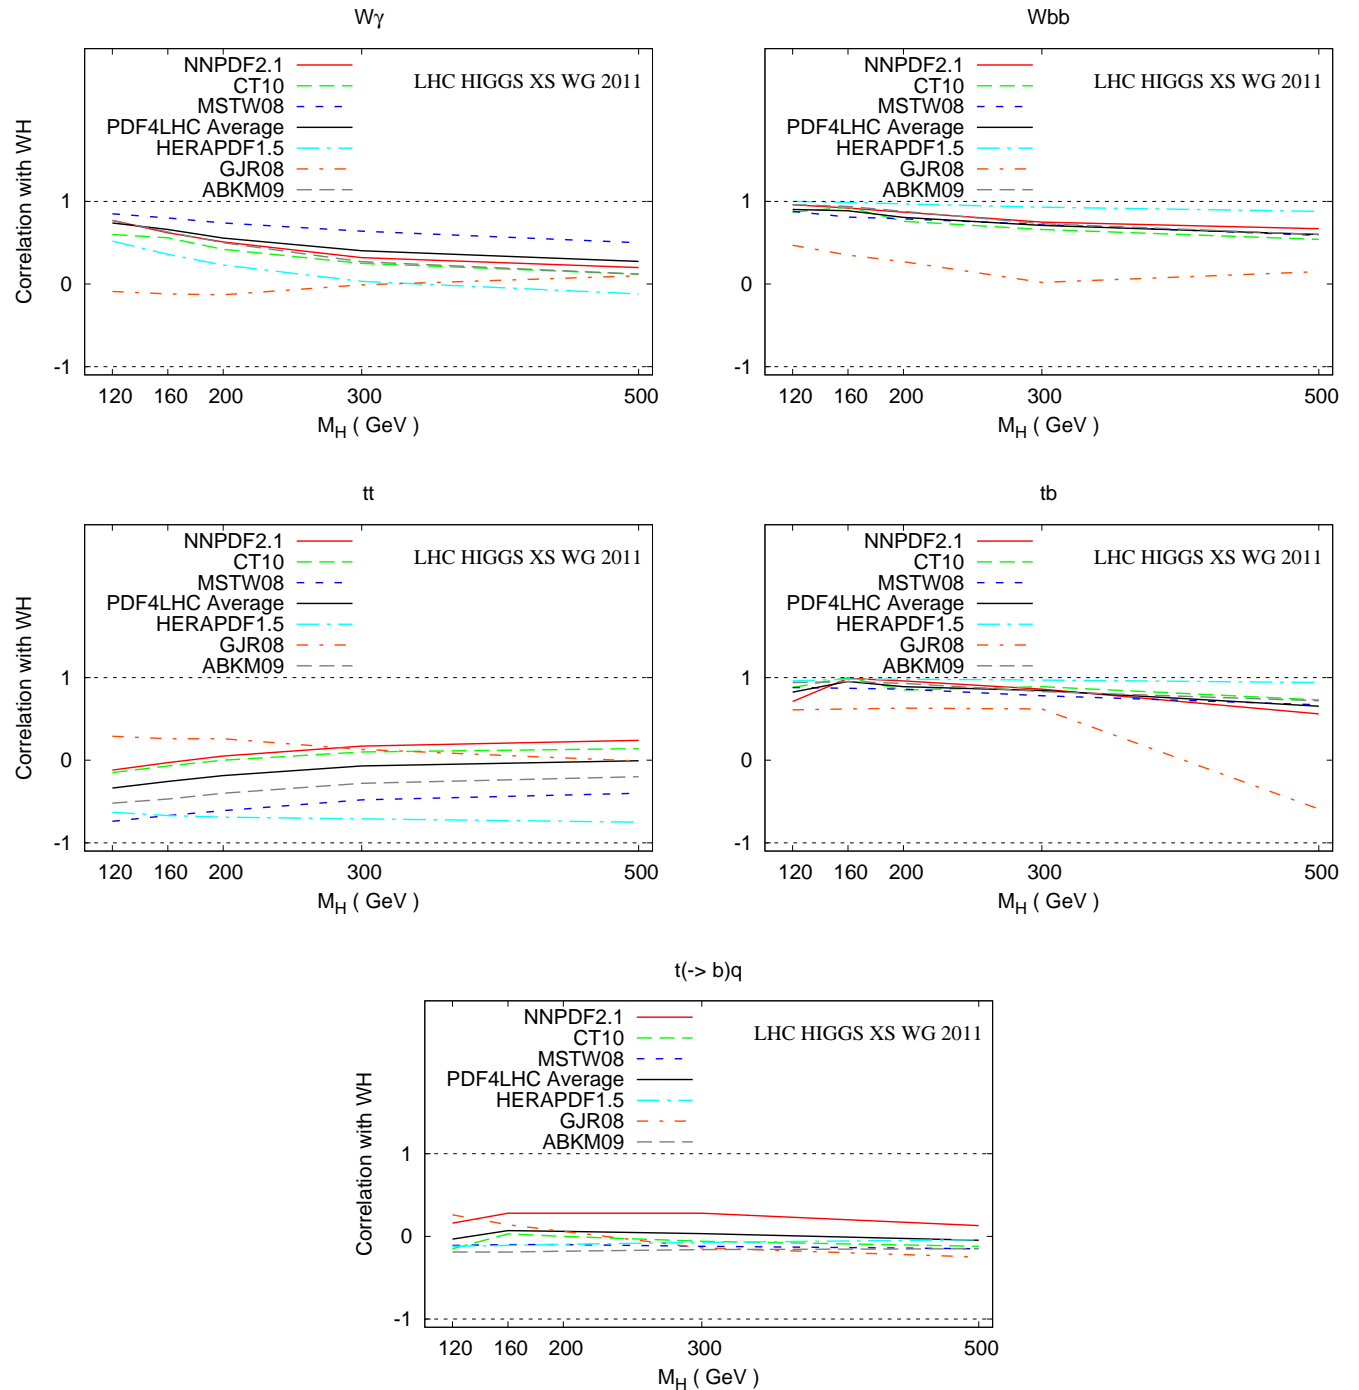 Wγ
NNPDF2.1
CT10
MSTW08
PDF4LHC Average
HERAPDF1.5
GJR08
ABKM09
LHC HIGGS XS WG 2011
Correlation with WH
1
0
-1
120 160 200 300 500
M_H ( GeV )
Wbb
NNPDF2.1
CT10
MSTW08
PDF4LHC Average
HERAPDF1.5
GJR08
ABKM09
LHC HIGGS XS WG 2011
1
0
-1
120 160 200 300 500
M_H ( GeV )
tt
NNPDF2.1
CT10
MSTW08
PDF4LHC Average
HERAPDF1.5
GJR08
ABKM09
LHC HIGGS XS WG 2011
Correlation with WH
1
0
-1
120 160 200 300 500
M_H ( GeV )
tb
NNPDF2.1
CT10
MSTW08
PDF4LHC Average
HERAPDF1.5
GJR08
ABKM09
LHC HIGGS XS WG 2011
1
0
-1
120 160 200 300 500
M_H ( GeV )
t(-> b)q
NNPDF2.1
CT10
MSTW08
PDF4LHC Average
HERAPDF1.5
GJR08
ABKM09
LHC HIGGS XS WG 2011
Correlation with WH
1
0
-1
120 160 200 300 500
M_H ( GeV )